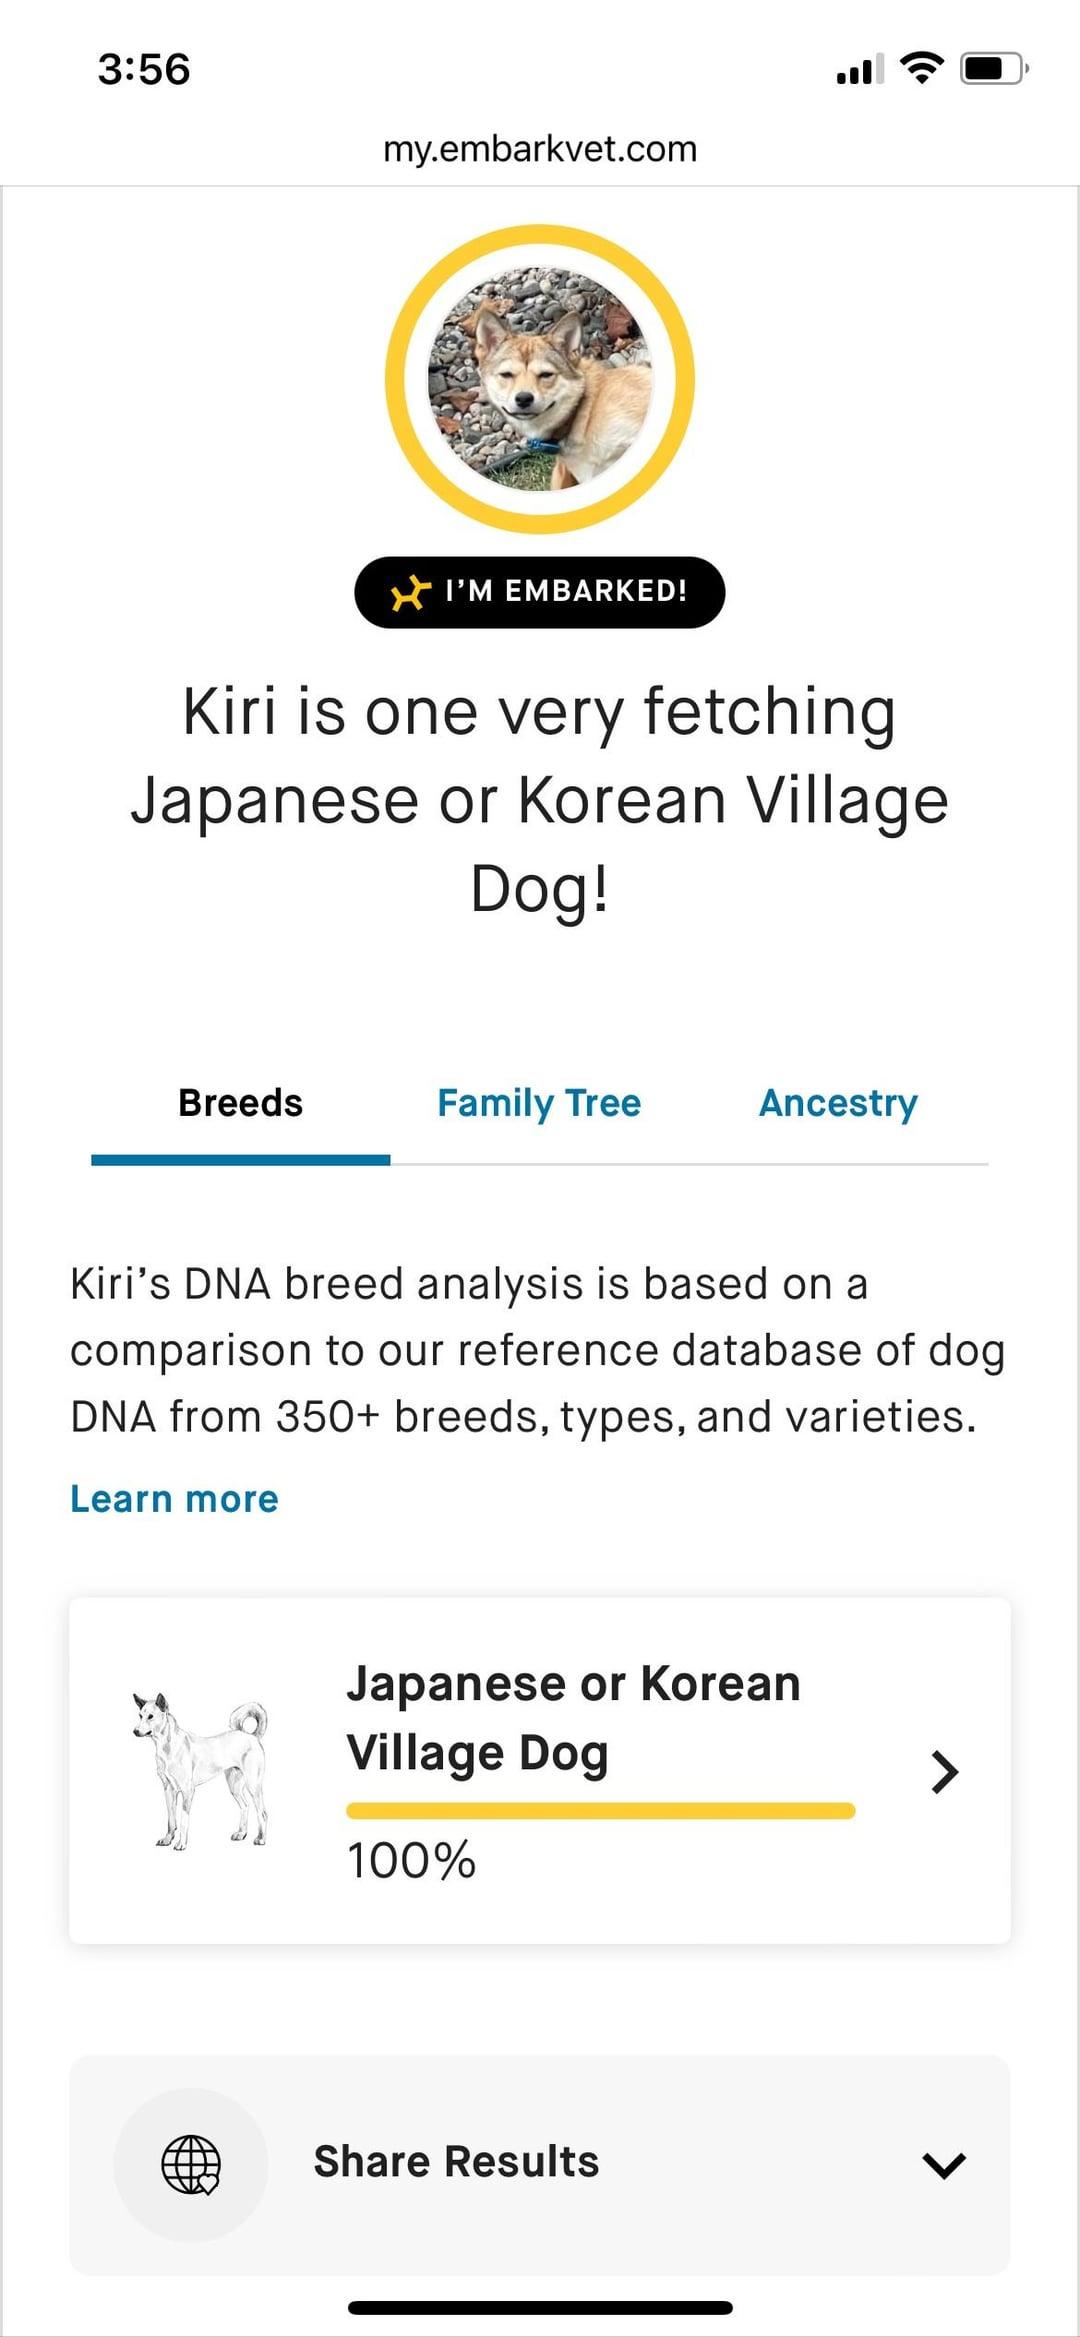 3:56
my.embarkvet.com
I’M EMBARKED!
Kiri is one very fetching
Japanese or Korean Village
Dog!
Breeds
Family Tree
Ancestry
Kiri’s DNA breed analysis is based on a
comparison to our reference database of dog
DNA from 350+ breeds, types, and varieties.
Learn more
Japanese or Korean
Village Dog
100%
Share Results